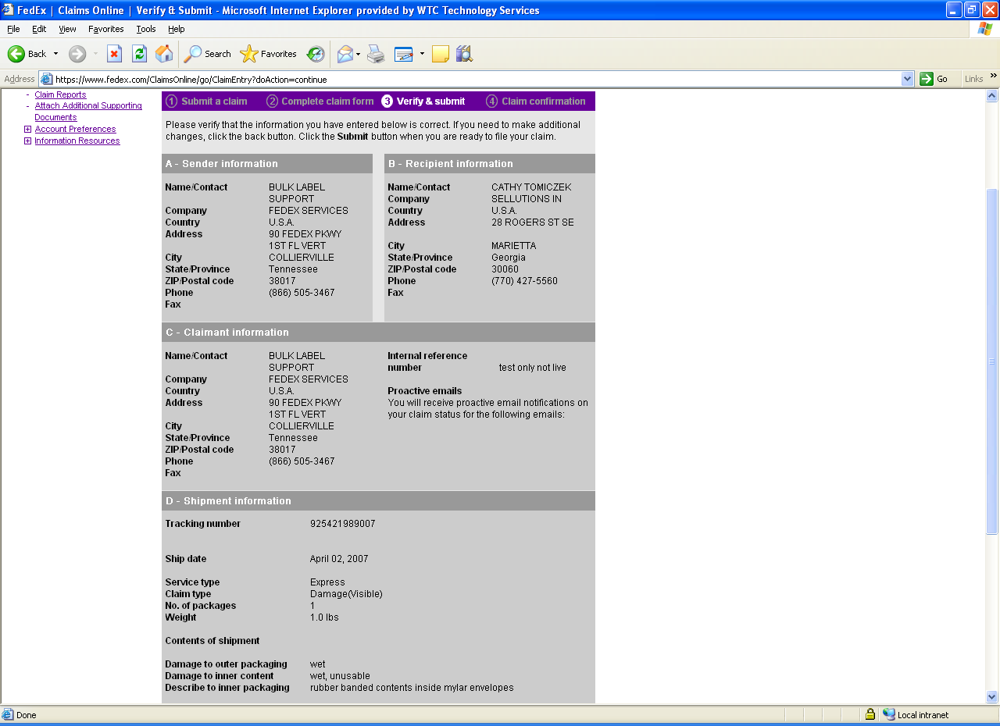 FedEx | Claims Online | Verify & Submit - Microsoft Internet Explorer provided by WTC Technology Services
File Edit View Favorites Tools Help
Back Search Favorites
Address https://www.fedex.com/ClaimsOnline/go/ClaimEntry?doAction=continue Go Links »
- Claim Reports
- Attach Additional Supporting
Documents
Account Preferences
Information Resources
1 Submit a claim 2 Complete claim form 3 Verify & submit 4 Claim confirmation
Please verify that the information you have entered below is correct. If you need to make additional
changes, click the back button. Click the Submit button when you are ready to file your claim.
A - Sender information
Name/Contact BULK LABEL
SUPPORT
Company FEDEX SERVICES
Country U.S.A.
Address 90 FEDEX PKWY
1ST FL VERT
City COLLIERVILLE
State/Province Tennessee
ZIP/Postal code 38017
Phone (866) 505-3467
Fax
B - Recipient information
Name/Contact CATHY TOMICZEK
Company SELLUTIONS IN
Country U.S.A.
Address 28 ROGERS ST SE
City MARIETTA
State/Province Georgia
ZIP/Postal code 30060
Phone (770) 427-5560
Fax
C - Claimant information
Name/Contact BULK LABEL
SUPPORT
Company FEDEX SERVICES
Country U.S.A.
Address 90 FEDEX PKWY
1ST FL VERT
City COLLIERVILLE
State/Province Tennessee
ZIP/Postal code 38017
Phone (866) 505-3467
Fax
Internal reference
number test only not live
Proactive emails
You will receive proactive email notifications on
your claim status for the following emails:
D - Shipment information
Tracking number 925421989007
Ship date April 02, 2007
Service type Express
Claim type Damage(Visible)
No. of packages 1
Weight 1.0 lbs
Contents of shipment
Damage to outer packaging wet
Damage to inner content wet, unusable
Describe to inner packaging rubber banded contents inside mylar envelopes
Done Local intranet